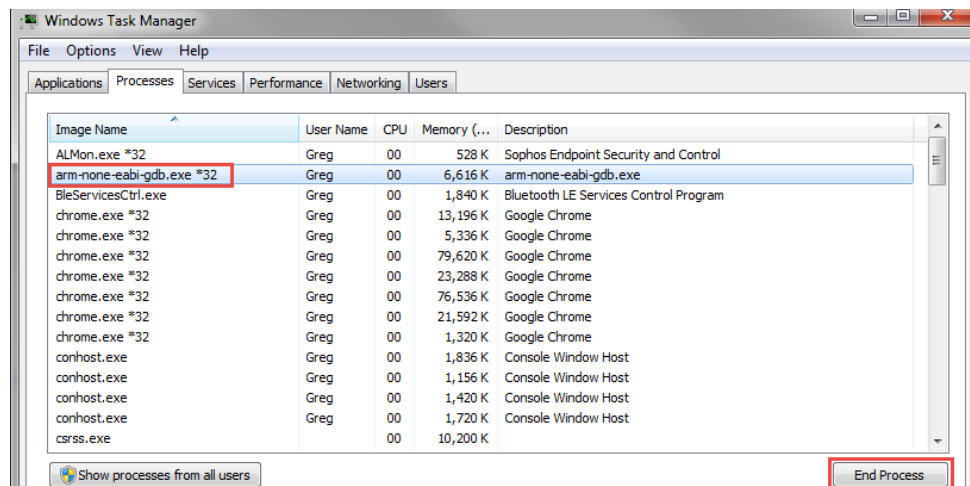 Windows Task Manager
File Options View Help
Applications Processes Services Performance Networking Users
Image Name User Name CPU Memory (... Description
ALMon.exe *32 Greg 00 528 K Sophos Endpoint Security and Control
arm-none-eabi-gdb.exe *32 Greg 00 6,616 K arm-none-eabi-gdb.exe
BleServicesCtrl.exe Greg 00 1,840 K Bluetooth LE Services Control Program
chrome.exe *32 Greg 00 13,196 K Google Chrome
chrome.exe *32 Greg 00 5,336 K Google Chrome
chrome.exe *32 Greg 00 79,620 K Google Chrome
chrome.exe *32 Greg 00 23,288 K Google Chrome
chrome.exe *32 Greg 00 76,536 K Google Chrome
chrome.exe *32 Greg 00 21,592 K Google Chrome
chrome.exe *32 Greg 00 1,320 K Google Chrome
conhost.exe Greg 00 1,836 K Console Window Host
conhost.exe Greg 00 1,156 K Console Window Host
conhost.exe Greg 00 1,420 K Console Window Host
conhost.exe Greg 00 1,720 K Console Window Host
csrss.exe 00 10,200 K
Show processes from all users End Process